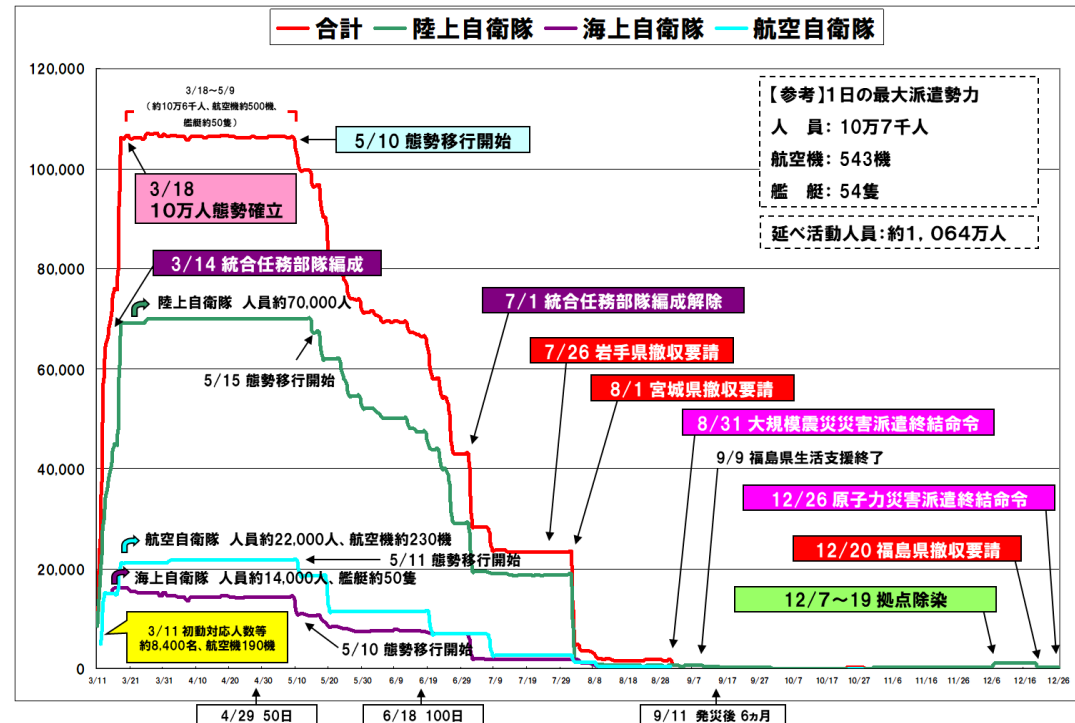 合計 陸上自衛隊 海上自衛隊 航空自衛隊
120,000
100,000
80,000
60,000
40,000
20,000
0
3/18～5/9
（約10万6千人、航空機約500機、
艦艇約50隻）
5/10 態勢移行開始
【参考】1日の最大派遣勢力
人　員：10万7千人
航空機：543機
艦　艇：54隻
延べ活動人員：約1，064万人
3/18
10万人態勢確立
3/14 統合任務部隊編成
陸上自衛隊 人員約70,000人
5/15 態勢移行開始
7/1 統合任務部隊編成解除
7/26 岩手県撤収要請
8/1 宮城県撤収要請
8/31 大規模震災災害派遣終結命令
9/9 福島県生活支援終了
12/26 原子力災害派遣終結命令
12/20 福島県撤収要請
12/7～19 拠点除染
航空自衛隊 人員約22,000人、航空機約230機
5/11 態勢移行開始
海上自衛隊 人員約14,000人、艦艇約50隻
3/11 初動対応人数等
約8,400名、航空機190機
5/10 態勢移行開始
3/11 3/21 3/31 4/10 4/20 4/30 5/10 5/20 5/30 6/9 6/19 6/29 7/9 7/19 7/29 8/8 8/18 8/28 9/7 9/17 9/27 10/7 10/17 10/27 11/6 11/16 11/26 12/6 12/16 12/26
4/29 50日
6/18 100日
9/11 発災後 6ヵ月